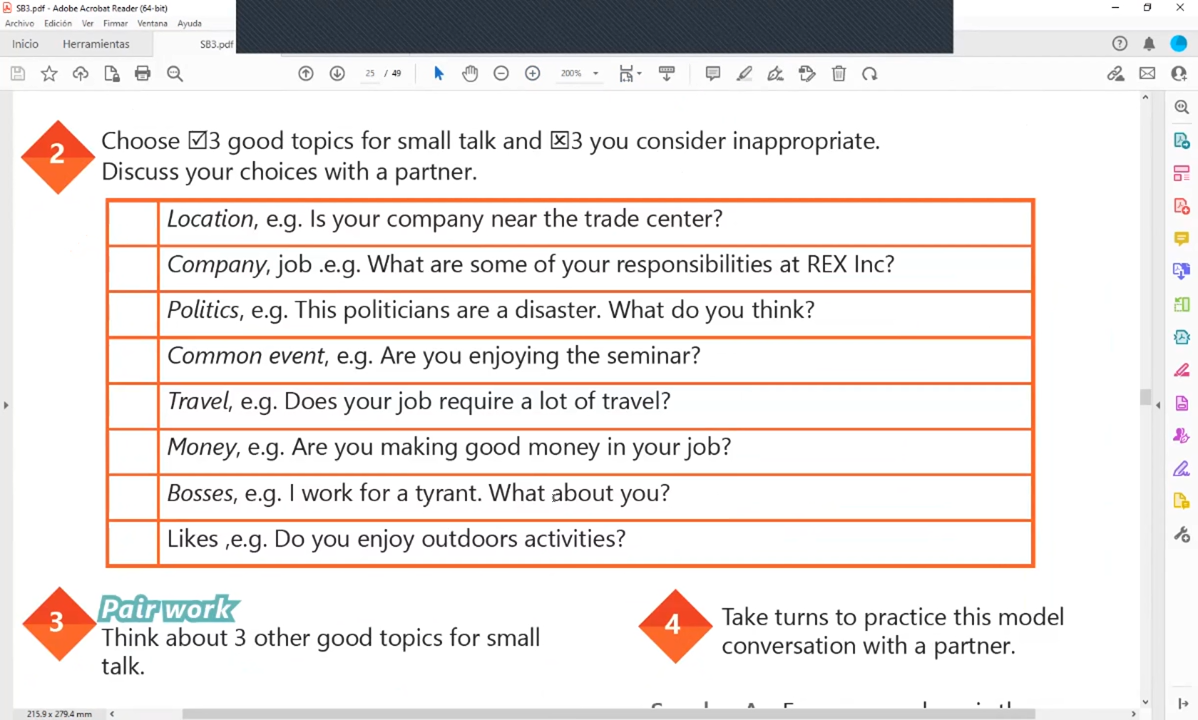 SB3.pdf - Adobe Acrobat Reader (64-bit)
Archivo Edición Ver Firmar Ventana Ayuda
Inicio Herramientas SB3.pdf
25 / 49 200%
2
Choose ☑3 good topics for small talk and ☒3 you consider inappropriate.
Discuss your choices with a partner.
Location, e.g. Is your company near the trade center?
Company, job .e.g. What are some of your responsibilities at REX Inc?
Politics, e.g. This politicians are a disaster. What do you think?
Common event, e.g. Are you enjoying the seminar?
Travel, e.g. Does your job require a lot of travel?
Money, e.g. Are you making good money in your job?
Bosses, e.g. I work for a tyrant. What about you?
Likes ,e.g. Do you enjoy outdoors activities?
3
Pair work
Think about 3 other good topics for small
talk.
4
Take turns to practice this model
conversation with a partner.
215.9 x 279.4 mm